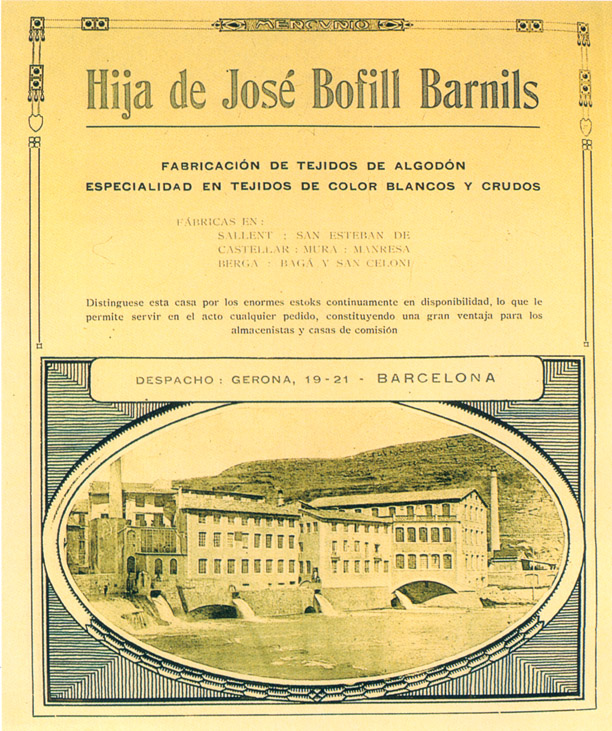 MERCVRIO
Hija de José Bofill Barnils
FABRICACIÓN DE TEJIDOS DE ALGODÓN
ESPECIALIDAD EN TEJIDOS DE COLOR BLANCOS Y CRUDOS
FÁBRICAS EN:
SALLENT : SAN ESTEBAN DE
CASTELLAR : MURA : MANRESA
BERGA : BAGÁ Y SAN CELONI
Distinguese esta casa por los enormes estoks continuamente en disponibilidad, lo que le
permite servir en el acto cualquier pedido, constituyendo una gran ventaja para los
almacenistas y casas de comisión
DESPACHO : GERONA, 19-21 - BARCELONA